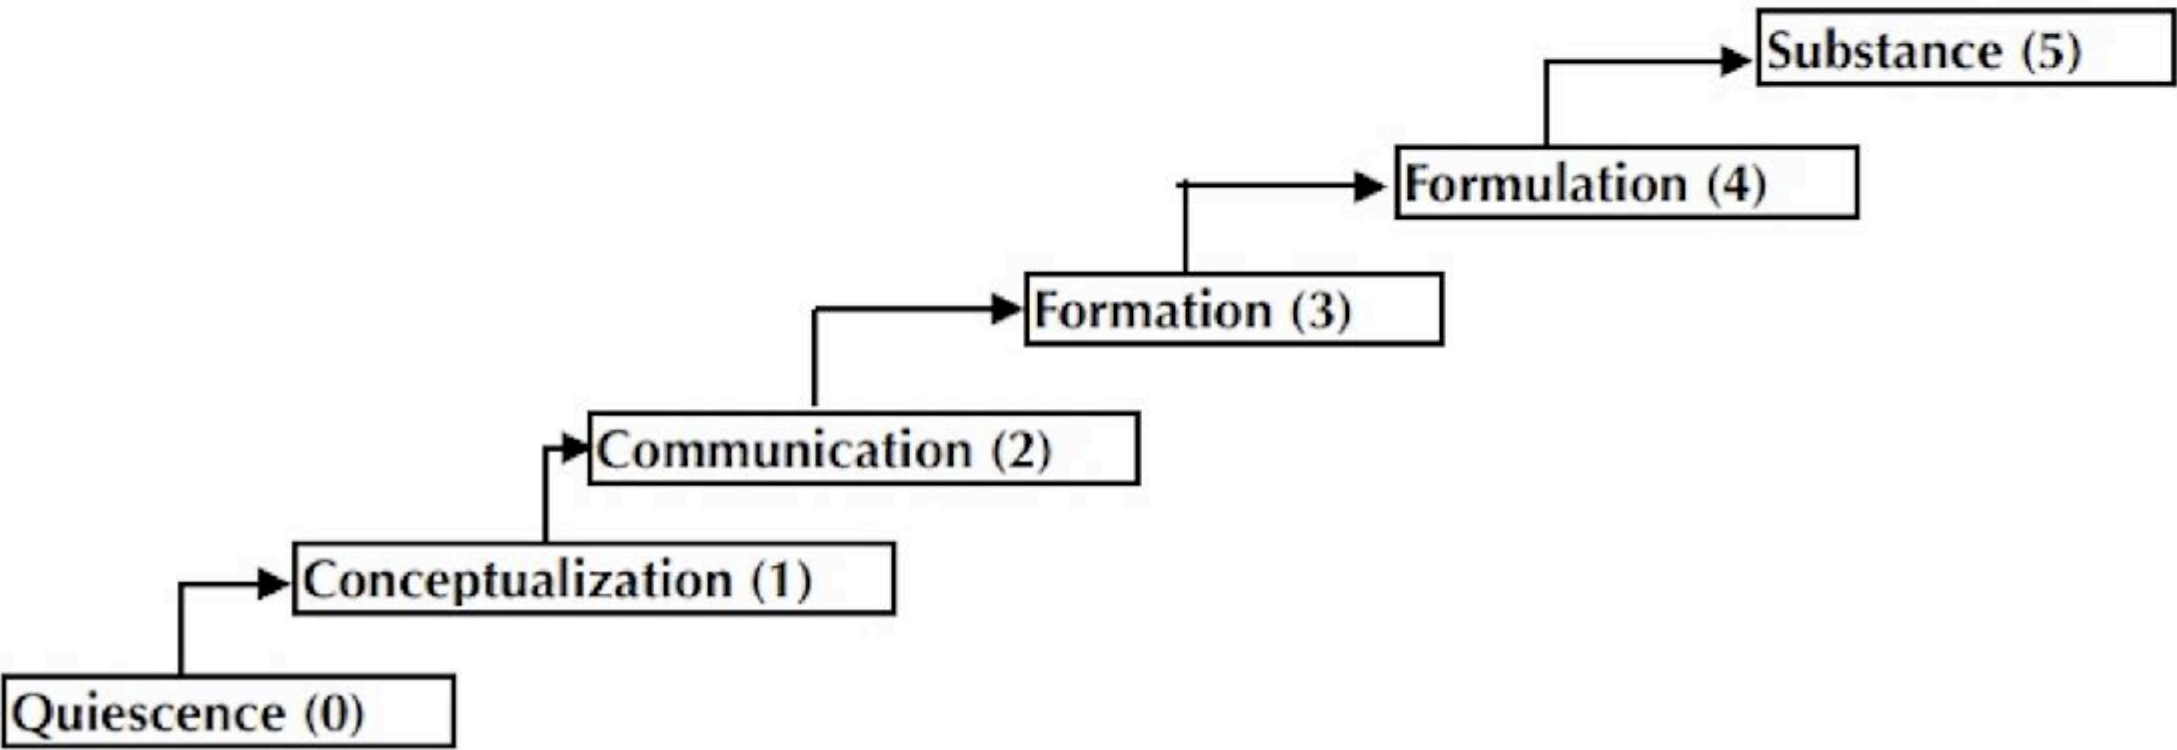 Substance (5)
Formulation (4)
Formation (3)
Communication (2)
Conceptualization (1)
Quiescence (0)